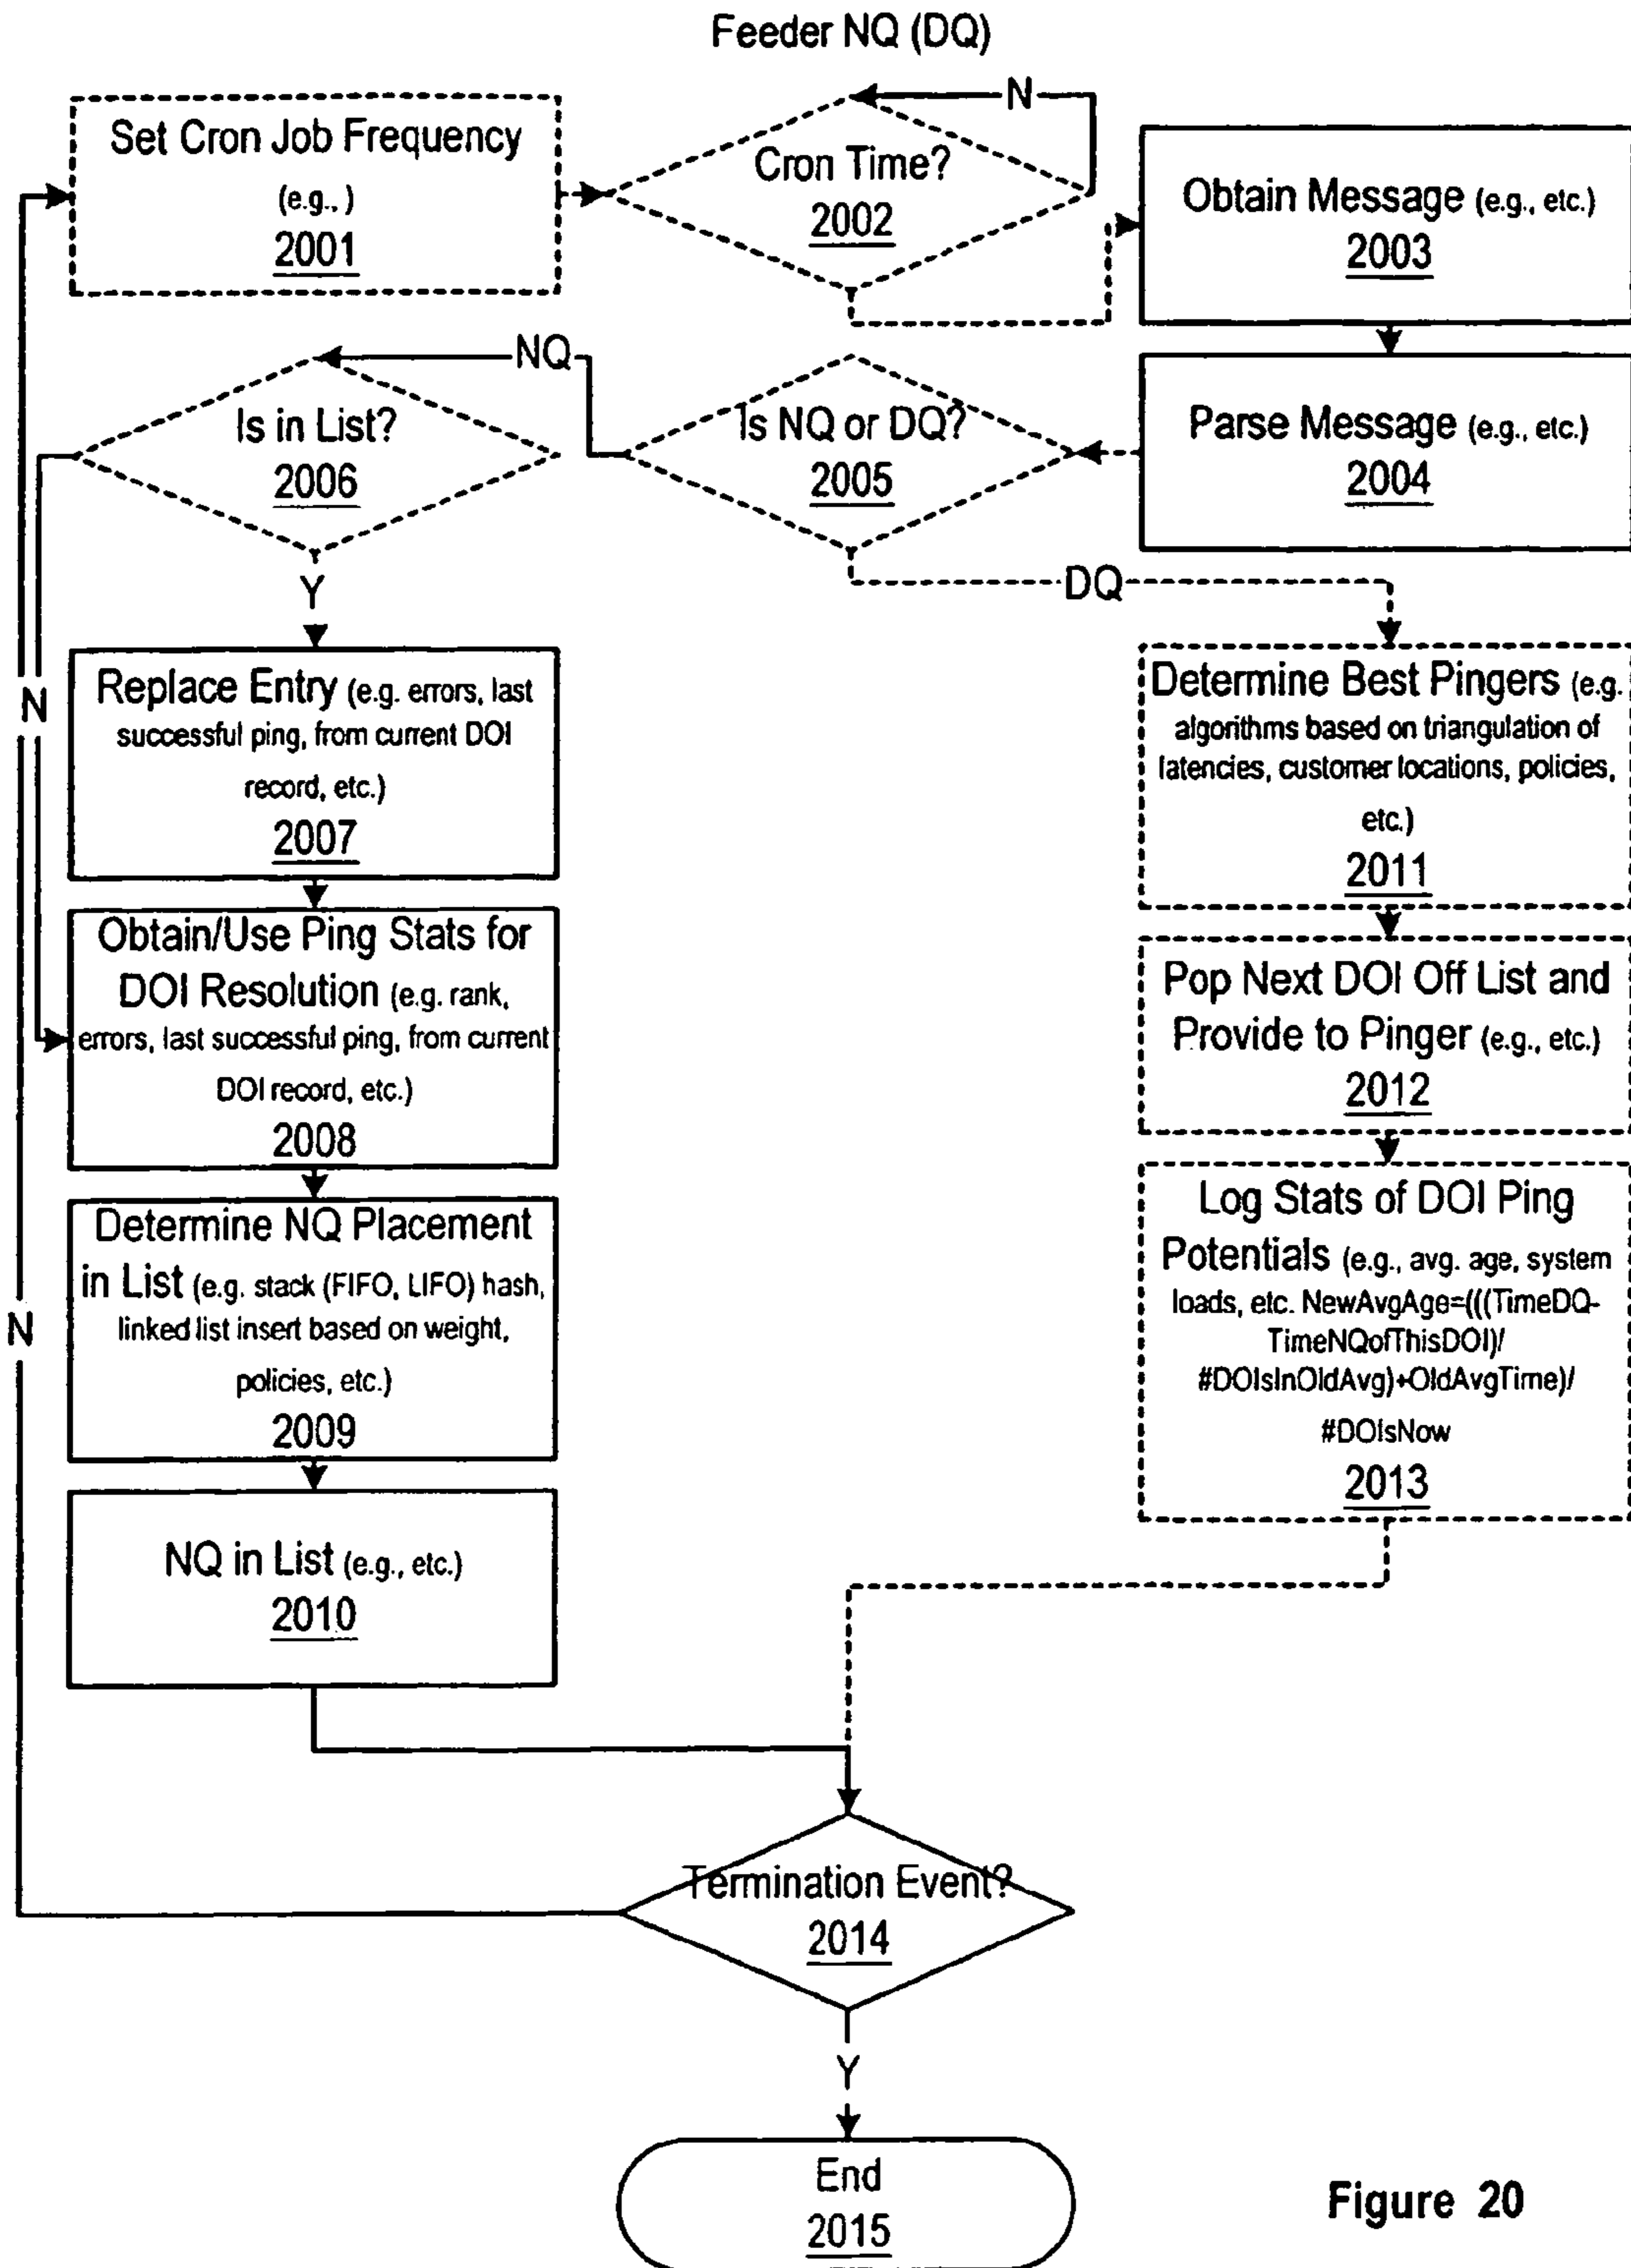 Feeder NQ (DQ)
Set Cron Job Frequency
(e.g., )
2001
Cron Time?
2002
N
Obtain Message (e.g., etc.)
2003
Parse Message (e.g., etc.)
2004
Is NQ or DQ?
2005
NQ
Is in List?
2006
Y
N
DQ
Replace Entry (e.g. errors, last
successful ping, from current DOI
record, etc.)
2007
Obtain/Use Ping Stats for
DOI Resolution (e.g. rank,
errors, last successful ping, from current
DOI record, etc.)
2008
Determine NQ Placement
in List (e.g. stack (FIFO, LIFO) hash,
linked list insert based on weight,
policies, etc.)
2009
NQ in List (e.g., etc.)
2010
Determine Best Pingers (e.g.
algorithms based on triangulation of
latencies, customer locations, policies,
etc.)
2011
Pop Next DOI Off List and
Provide to Pinger (e.g., etc.)
2012
Log Stats of DOI Ping
Potentials (e.g., avg. age, system
loads, etc. NewAvgAge=(((TimeDQ-
TimeNQofThisDOI)/
#DOIsInOldAvg)+OldAvgTime)/
#DOIsNow
2013
N
Termination Event?
2014
Y
End
2015
Figure 20